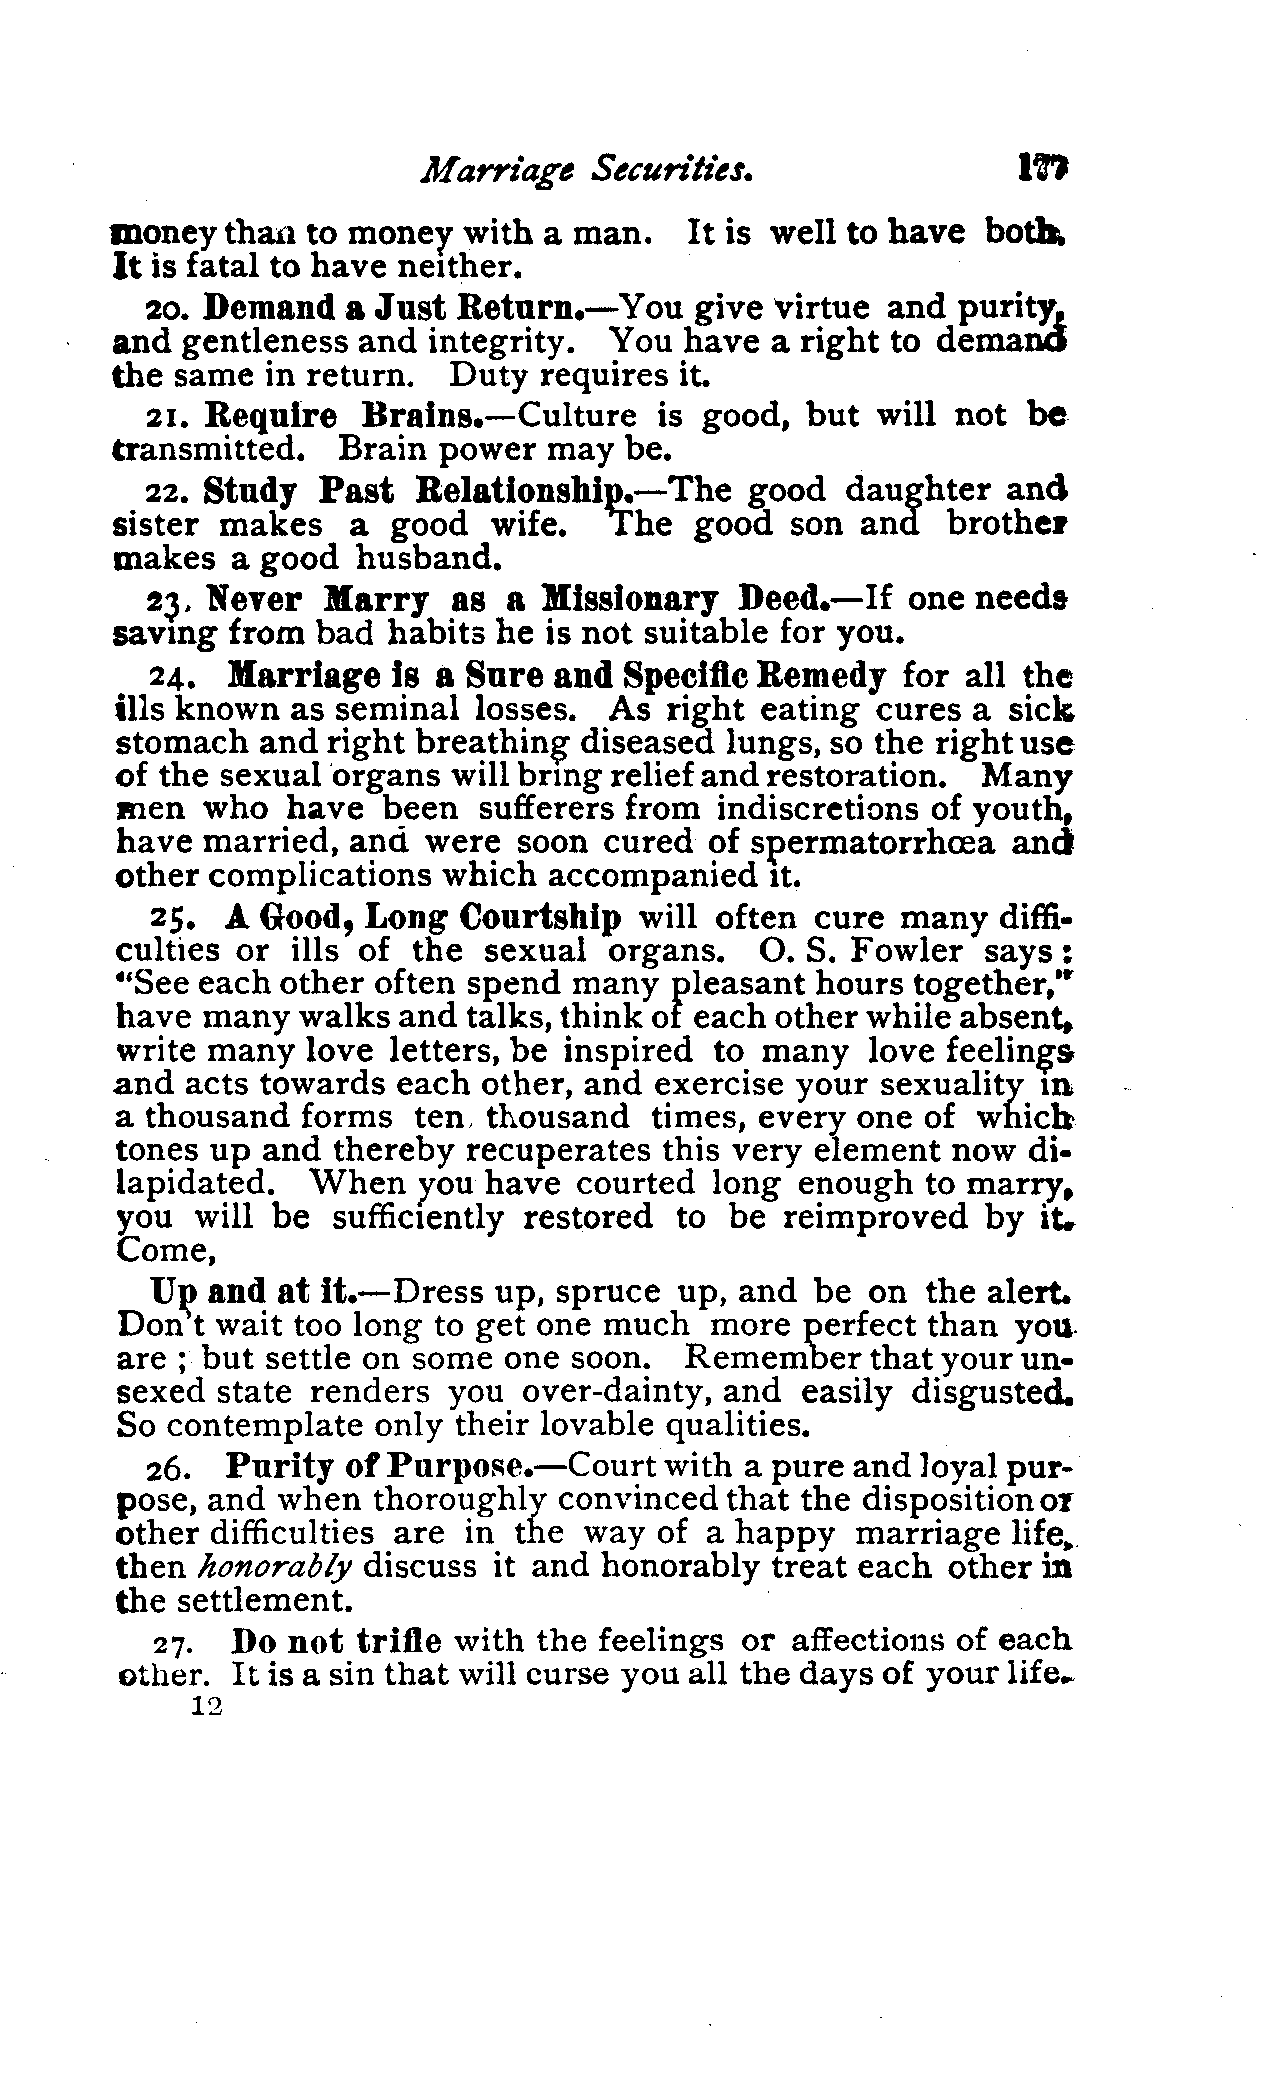 Marriage Securities. 177
money than to money with a man. It is well to have both.
It is fatal to have neither.
20. Demand a Just Return.—You give virtue and purity,
and gentleness and integrity. You have a right to demand
the same in return. Duty requires it.
21. Require Brains.—Culture is good, but will not be
transmitted. Brain power may be.
22. Study Past Relationship.—The good daughter and
sister makes a good wife. The good son and brother
makes a good husband.
23. Never Marry as a Missionary Deed.—If one needs
saving from bad habits he is not suitable for you.
24. Marriage is a Sure and Specific Remedy for all the
ills known as seminal losses. As right eating cures a sick
stomach and right breathing diseased lungs, so the right use
of the sexual organs will bring relief and restoration. Many
men who have been sufferers from indiscretions of youth,
have married, and were soon cured of spermatorrhœa and
other complications which accompanied it.
25. A Good, Long Courtship will often cure many diffi-
culties or ills of the sexual organs. O. S. Fowler says:
"See each other often spend many pleasant hours together,"
have many walks and talks, think of each other while absent,
write many love letters, be inspired to many love feelings
and acts towards each other, and exercise your sexuality in
a thousand forms ten thousand times, every one of which
tones up and thereby recuperates this very element now di-
lapidated. When you have courted long enough to marry,
you will be sufficiently restored to be reimproved by it.
Come,
Up and at it.—Dress up, spruce up, and be on the alert.
Don't wait too long to get one much more perfect than you
are ; but settle on some one soon. Remember that your un-
sexed state renders you over-dainty, and easily disgusted.
So contemplate only their lovable qualities.
26. Purity of Purpose.—Court with a pure and loyal pur-
pose, and when thoroughly convinced that the disposition or
other difficulties are in the way of a happy marriage life,
then honorably discuss it and honorably treat each other in
the settlement.
27. Do not trifle with the feelings or affections of each
other. It is a sin that will curse you all the days of your life.
12